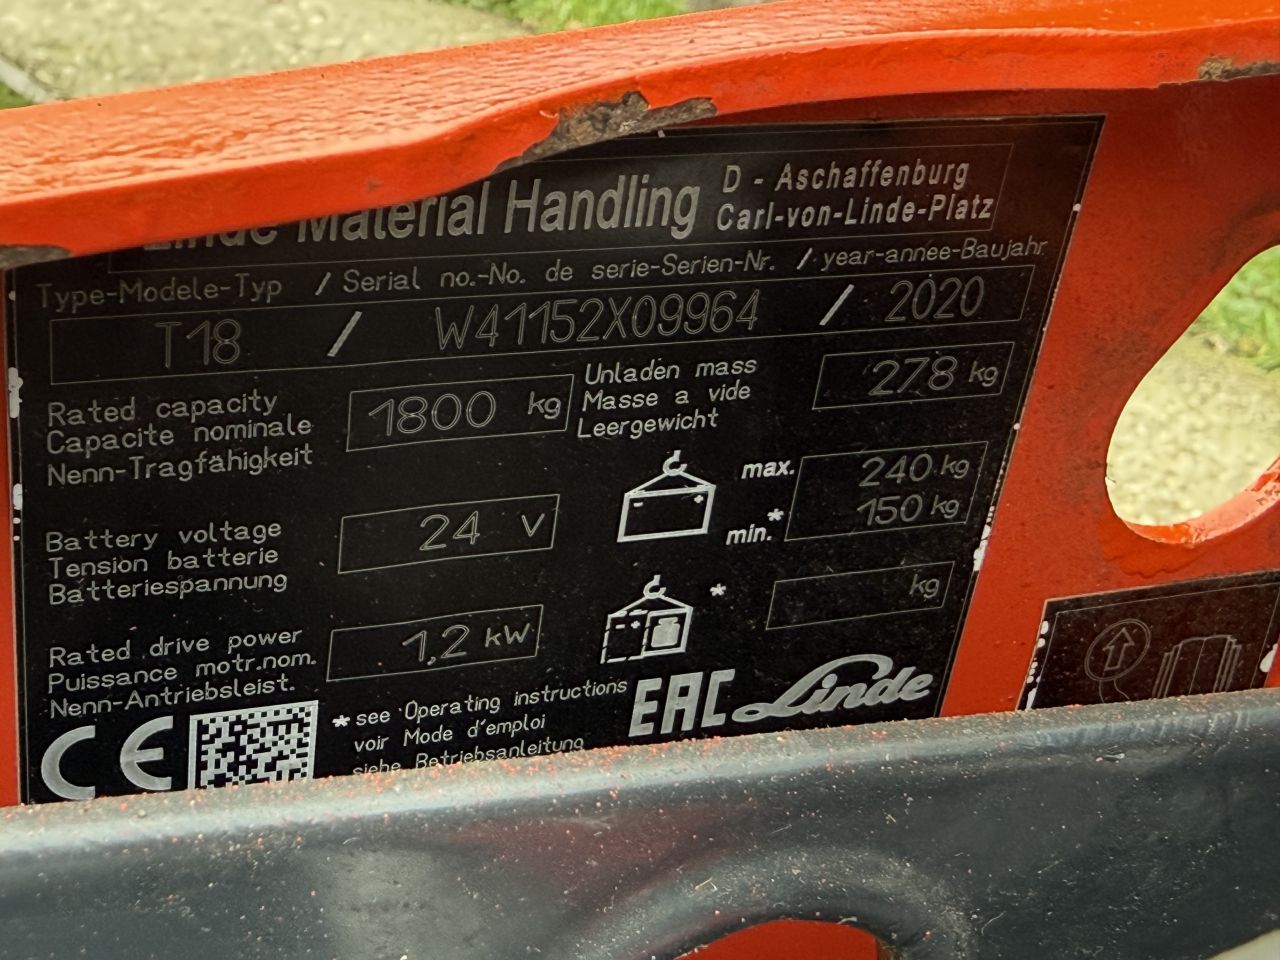 Linde Material Handling
D - Aschaffenburg
Carl-von-Linde-Platz
Type-Modele-Typ / Serial no.-No. de serie-Serien-Nr. / year-année-Baujahr
T18 / W41152X09964 / 2020
Rated capacity
Capacite nominale
Nenn-Tragfähigkeit
1800 kg
Unladen mass
Masse a vide
Leergewicht
278 kg
Battery voltage
Tension batterie
Batteriespannung
24 V
- +
max. 240 kg
min.* 150 kg
Rated drive power
Puissance motr.nom.
Nenn-Antriebsleist.
1,2 kW
- +
* kg
CE
*see Operating instructions
voir Mode d'emploi
siehe Betriebsanleitung
EAC
Linde